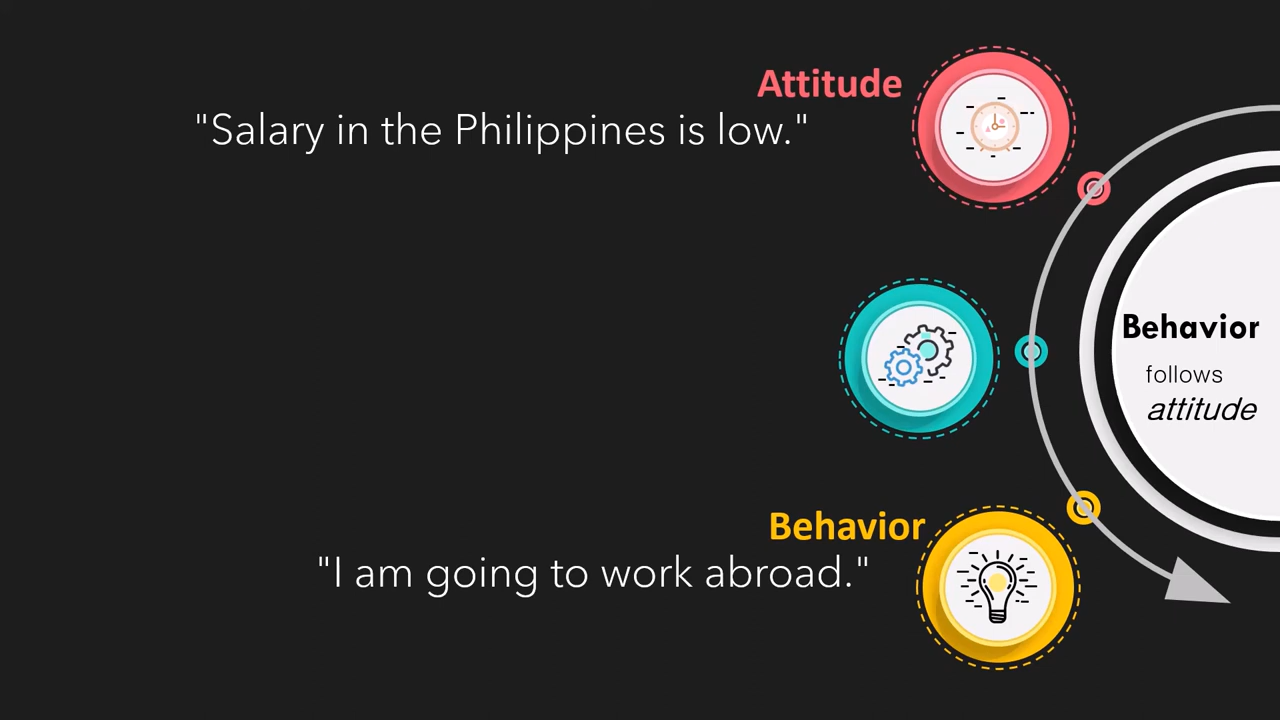 Attitude
"Salary in the Philippines is low."
Behavior
follows
attitude
Behavior
"I am going to work abroad."